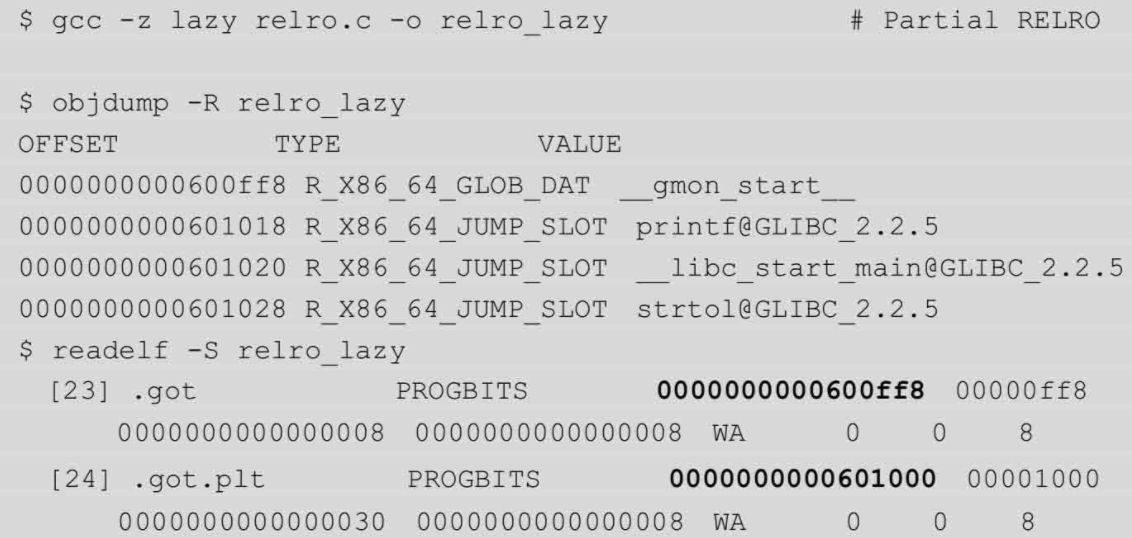 $ gcc -z lazy relro.c -o relro_lazy # Partial RELRO
$ objdump -R relro_lazy
OFFSET TYPE VALUE
0000000000600ff8 R_X86_64_GLOB_DAT __gmon_start__
0000000000601018 R_X86_64_JUMP_SLOT printf@GLIBC_2.2.5
0000000000601020 R_X86_64_JUMP_SLOT __libc_start_main@GLIBC_2.2.5
0000000000601028 R_X86_64_JUMP_SLOT strtol@GLIBC_2.2.5
$ readelf -S relro_lazy
[23] .got PROGBITS 0000000000600ff8 00000ff8
0000000000000008 0000000000000008 WA 0 0 8
[24] .got.plt PROGBITS 0000000000601000 00001000
0000000000000030 0000000000000008 WA 0 0 8